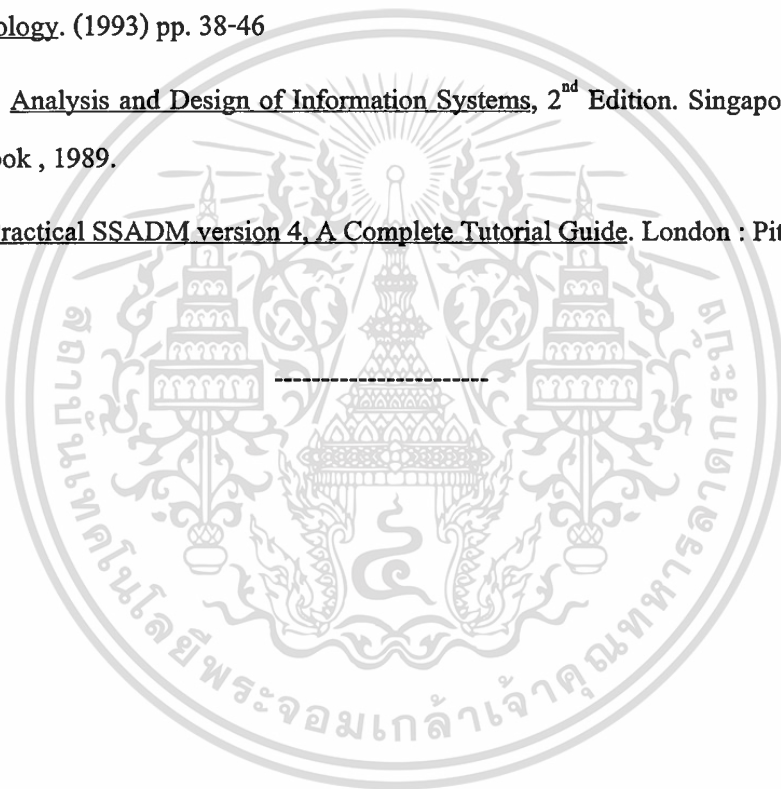 ology. (1993) pp. 38-46
Analysis and Design of Information Systems, 2nd Edition. Singapo
ook , 1989.
ractical SSADM version 4, A Complete Tutorial Guide. London : Pit
-----------------------
สถาบันเทคโนโลยีพระจอมเกล้าเจ้าคุณทหารลาดกระบัง